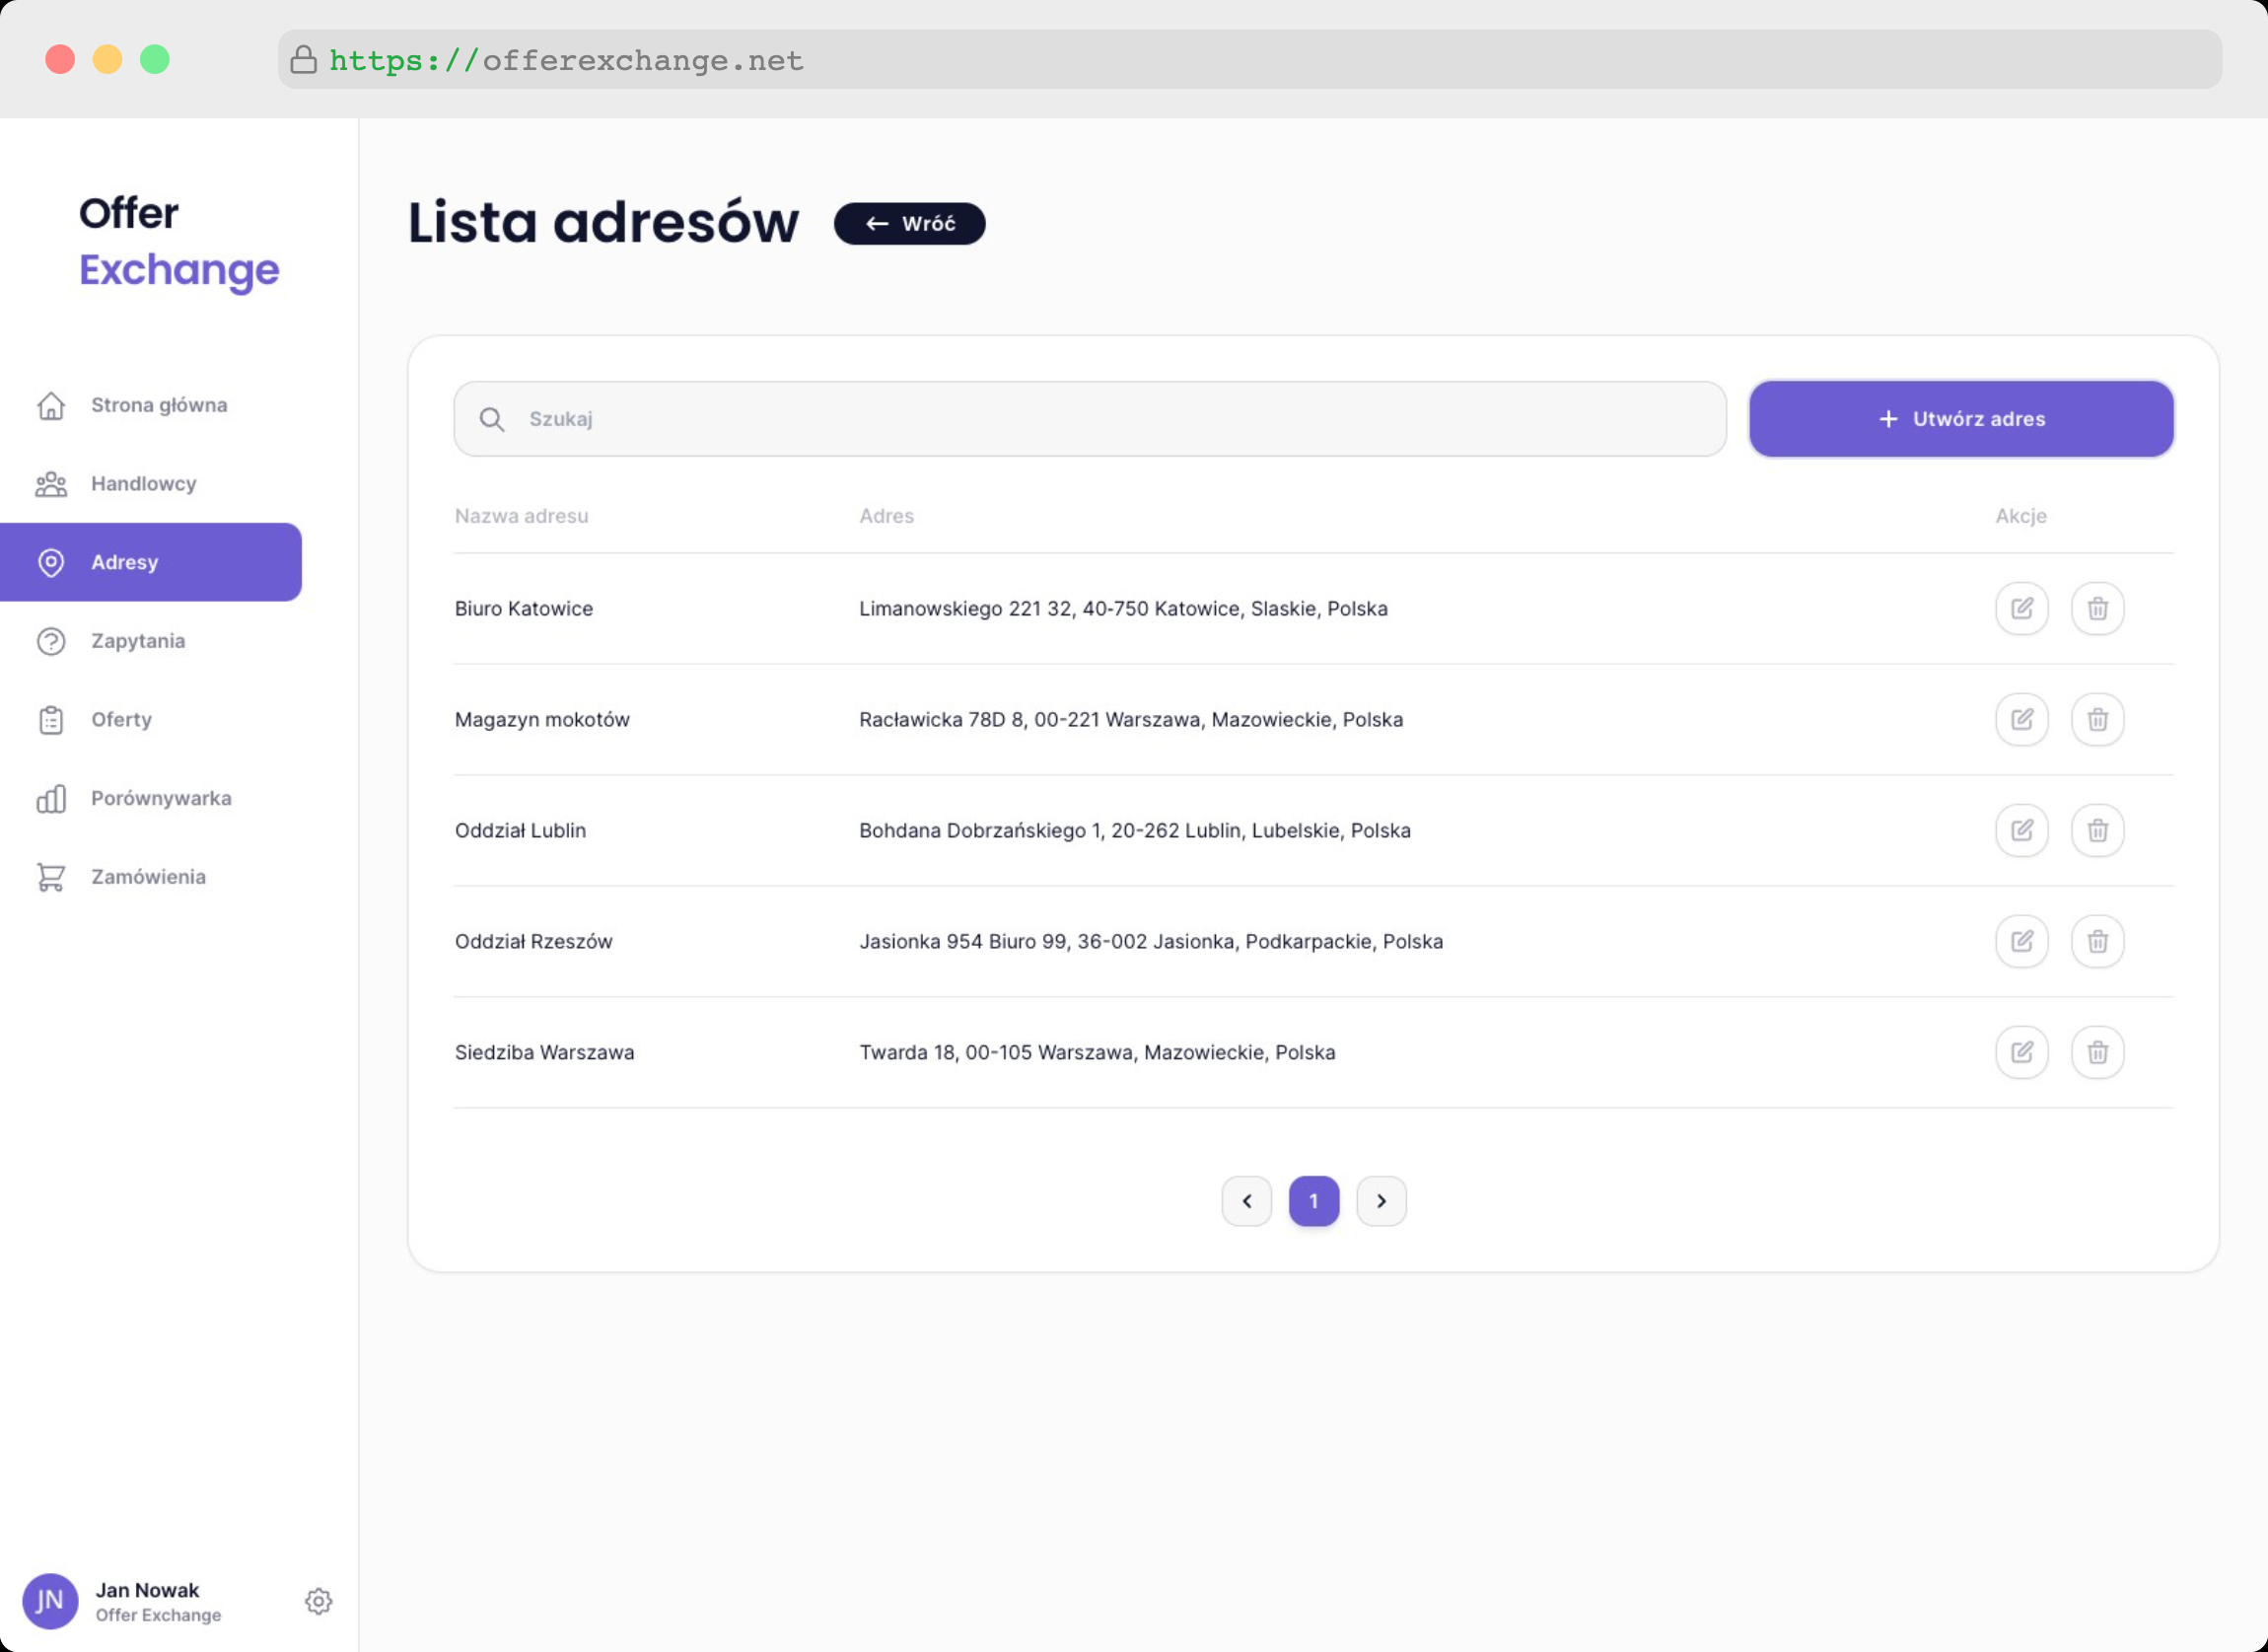 https://offerexchange.net
Offer
Exchange
Strona główna
Handlowcy
Adresy
Zapytania
Oferty
Porównywarka
Zamówienia
JN
Jan Nowak
Offer Exchange
Lista adresów
← Wróć
Szukaj
+ Utwórz adres
Nazwa adresu Adres Akcje
Biuro Katowice Limanowskiego 221 32, 40-750 Katowice, Slaskie, Polska
Magazyn mokotów Racławicka 78D 8, 00-221 Warszawa, Mazowieckie, Polska
Oddział Lublin Bohdana Dobrzańskiego 1, 20-262 Lublin, Lubelskie, Polska
Oddział Rzeszów Jasionka 954 Biuro 99, 36-002 Jasionka, Podkarpackie, Polska
Siedziba Warszawa Twarda 18, 00-105 Warszawa, Mazowieckie, Polska
1